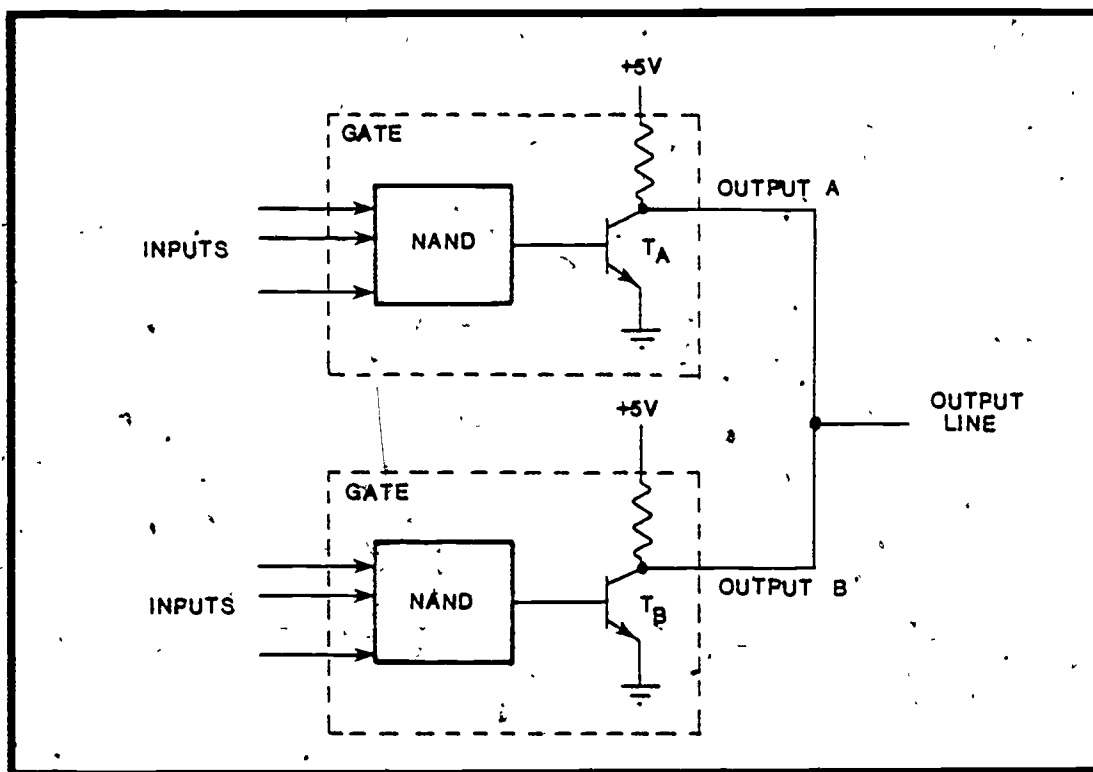 +5V
GATE
OUTPUT A
INPUTS
NAND
TA
OUTPUT
LINE
+5V
GATE
OUTPUT B
INPUTS
NAND
TB